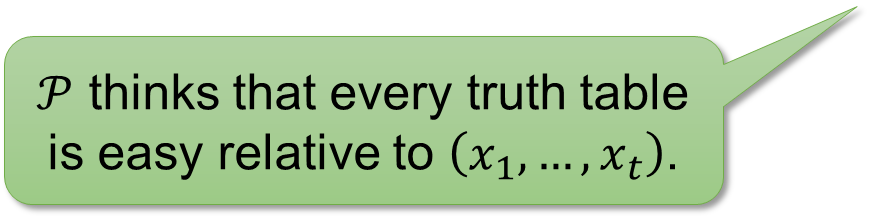 𝒫 thinks that every truth table
is easy relative to (𝑥₁, … , 𝑥ₜ).